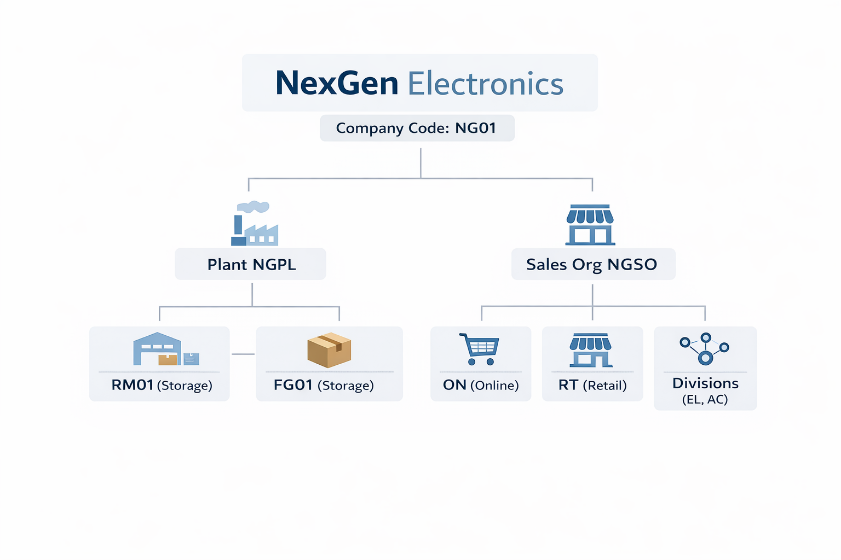 NexGen Electronics
Company Code: NG01
Plant NGPL
Sales Org NGSO
RM01 (Storage)
FG01 (Storage)
ON (Online)
RT (Retail)
Divisions
(EL, AC)